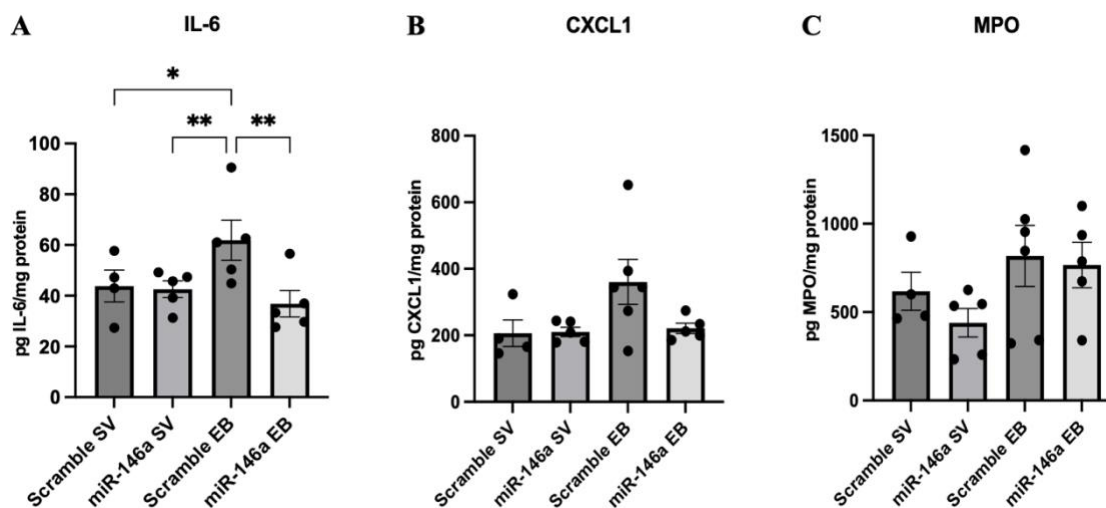 A
IL-6
*
**
**
pg IL-6/mg protein
100
80
60
40
20
0
Scramble SV
miR-146a SV
Scramble EB
miR-146a EB
B
CXCL1
pg CXCL1/mg protein
800
600
400
200
0
Scramble SV
miR-146a SV
Scramble EB
miR-146a EB
C
MPO
pg MPO/mg protein
1500
1000
500
0
Scramble SV
miR-146a SV
Scramble EB
miR-146a EB